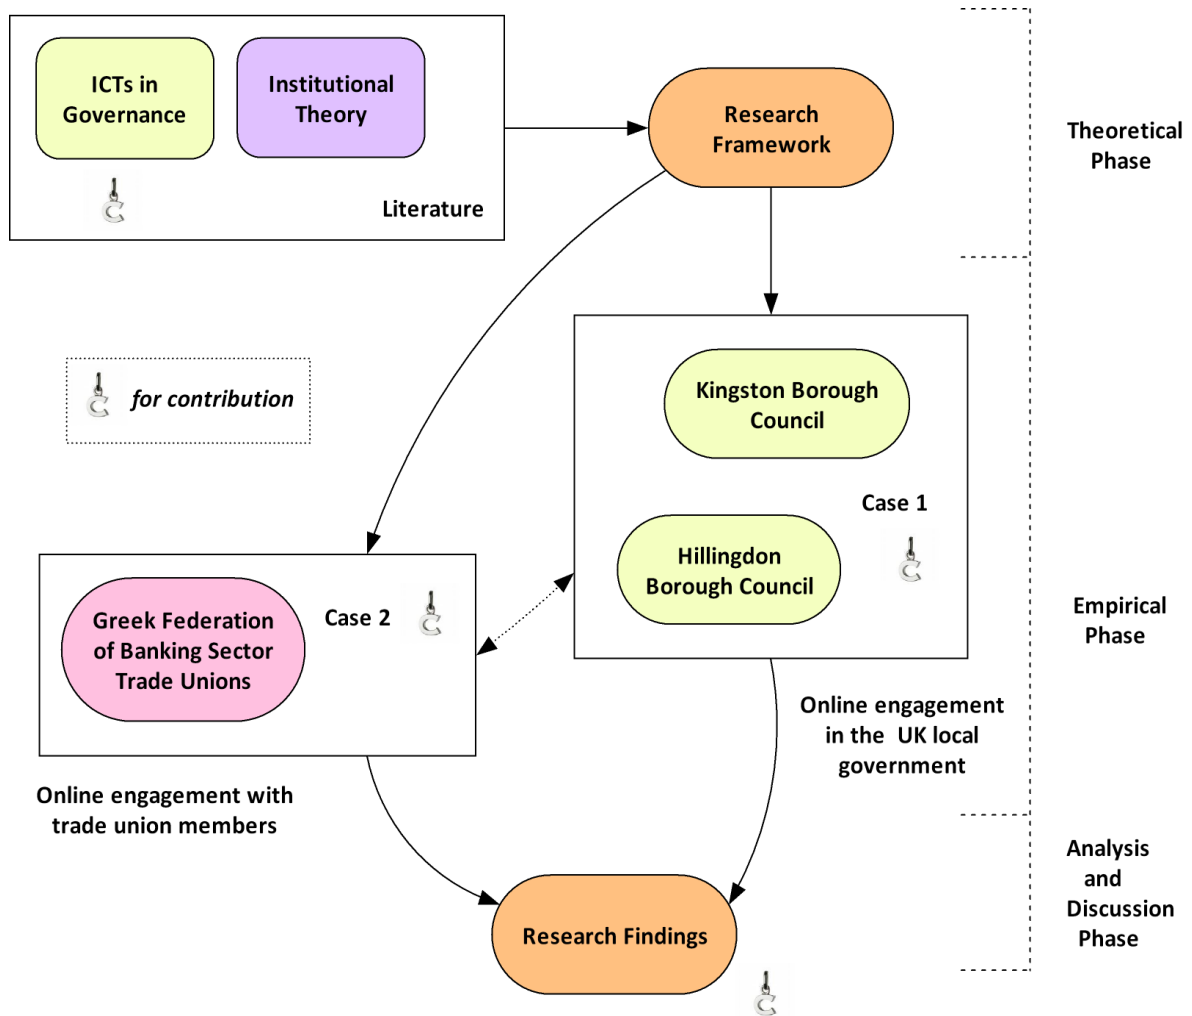 ICTs in
Governance
Institutional
Theory
C
Literature
Research
Framework
Theoretical
Phase
C for contribution
Kingston Borough
Council
Case 1
C
Hillingdon
Borough Council
Greek Federation
of Banking Sector
Trade Unions
Case 2
C
Empirical
Phase
Online engagement
in the UK local
government
Online engagement with
trade union members
Analysis
and
Discussion
Phase
Research Findings
C